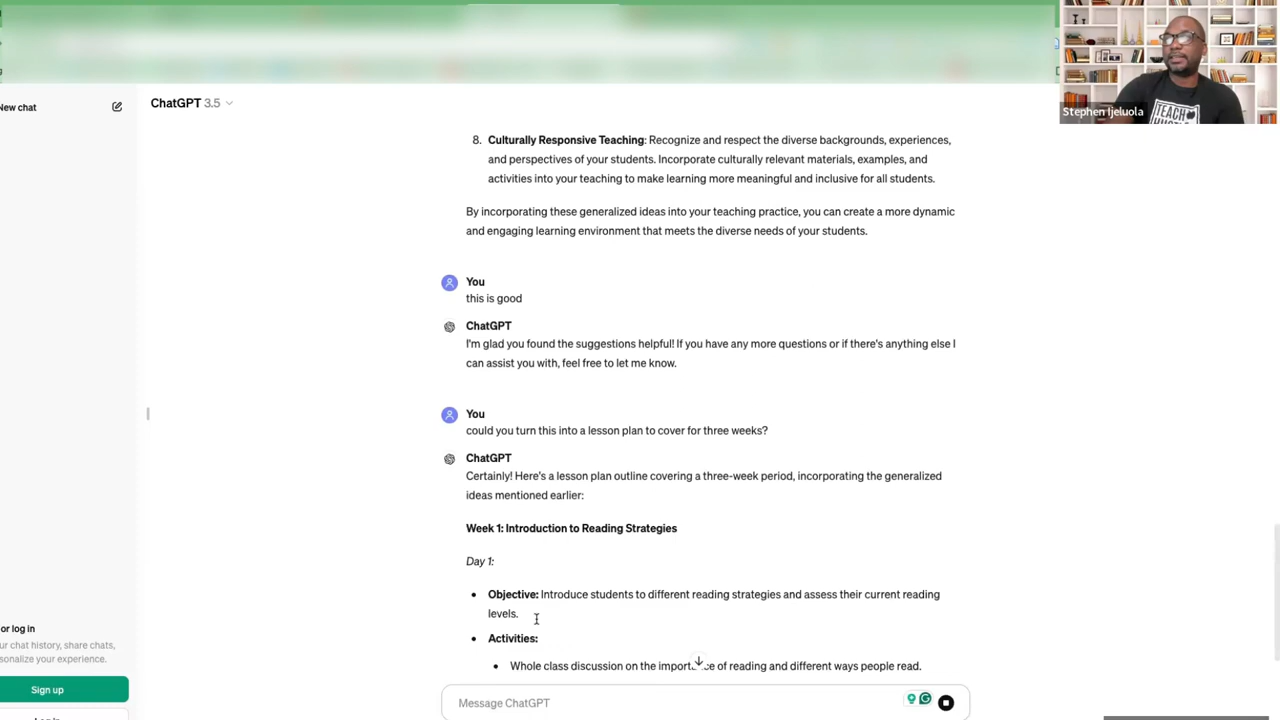 New chat
ChatGPT 3.5
Stephen Ijeluola
TEACH
8. Culturally Responsive Teaching: Recognize and respect the diverse backgrounds, experiences,
and perspectives of your students. Incorporate culturally relevant materials, examples, and
activities into your teaching to make learning more meaningful and inclusive for all students.
By incorporating these generalized ideas into your teaching practice, you can create a more dynamic
and engaging learning environment that meets the diverse needs of your students.
You
this is good
ChatGPT
I'm glad you found the suggestions helpful! If you have any more questions or if there's anything else I
can assist you with, feel free to let me know.
You
could you turn this into a lesson plan to cover for three weeks?
ChatGPT
Certainly! Here's a lesson plan outline covering a three-week period, incorporating the generalized
ideas mentioned earlier:
Week 1: Introduction to Reading Strategies
Day 1:
• Objective: Introduce students to different reading strategies and assess their current reading
levels.
• Activities:
• Whole class discussion on the importance of reading and different ways people read.
or log in
ur chat history, share chats,
sonalize your experience.
Sign up
Message ChatGPT